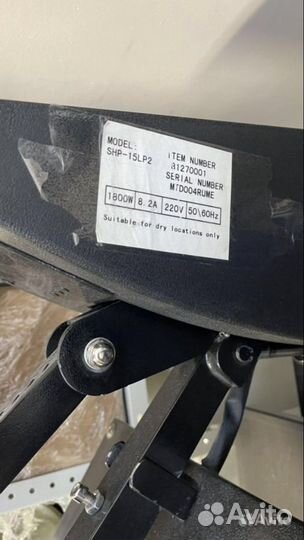 MODEL:
SHP-15LP2
ITEM NUMBER
81270001
SERIAL NUMBER
MTD004RUME
1800W 8.2A 220V 50\60Hz
Suitable for dry locations only
Avito